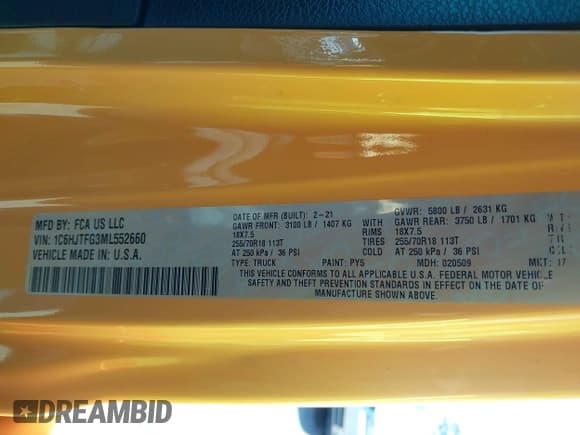 MFD BY: FCA US LLC
VIN: 1C6HJTFG3ML552660
VEHICLE MADE IN: U.S.A.
DATE OF MFR (BUILT): 2-21
GAWR FRONT: 3100 LB / 1407 KG WITH
RIMS
18X7.5
TIRES
255/70R18 113T
AT 250 kPa / 36 PSI
GVWR: 5800 LB / 2631 KG
GAWR REAR: 3750 LB / 1701 KG
18X7.5
255/70R18 113T
AT 250 kPa / 36 PSI
TYPE: TRUCK PAINT: PY5 MDH: 020509 MKT: 17
THIS VEHICLE CONFORMS TO ALL APPLICABLE U.S.A. FEDERAL MOTOR VEHICLE
SAFETY AND THEFT PREVENTION STANDARDS IN EFFECT ON THE DATE OF
MANUFACTURE SHOWN ABOVE.
DREAMBID